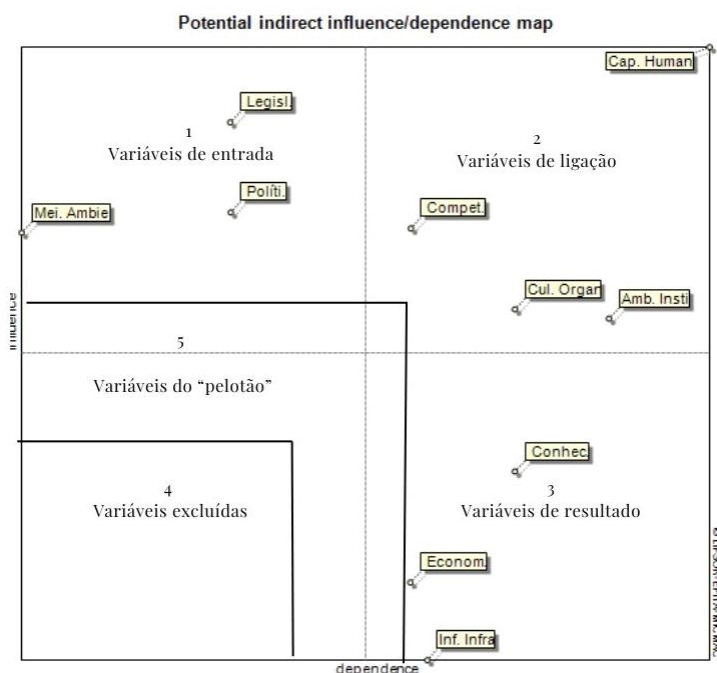 Potential indirect influence/dependence map
Cap. Human
Legisl.
1
Variáveis de entrada
2
Variáveis de ligação
Políti.
Mei. Ambie
Compet.
Cul. Organ
Amb. Insti
influence
5
Variáveis do “pelotão”
Conhec.
4
Variáveis excluídas
3
Variáveis de resultado
Econom.
Inf. Infra
dependence